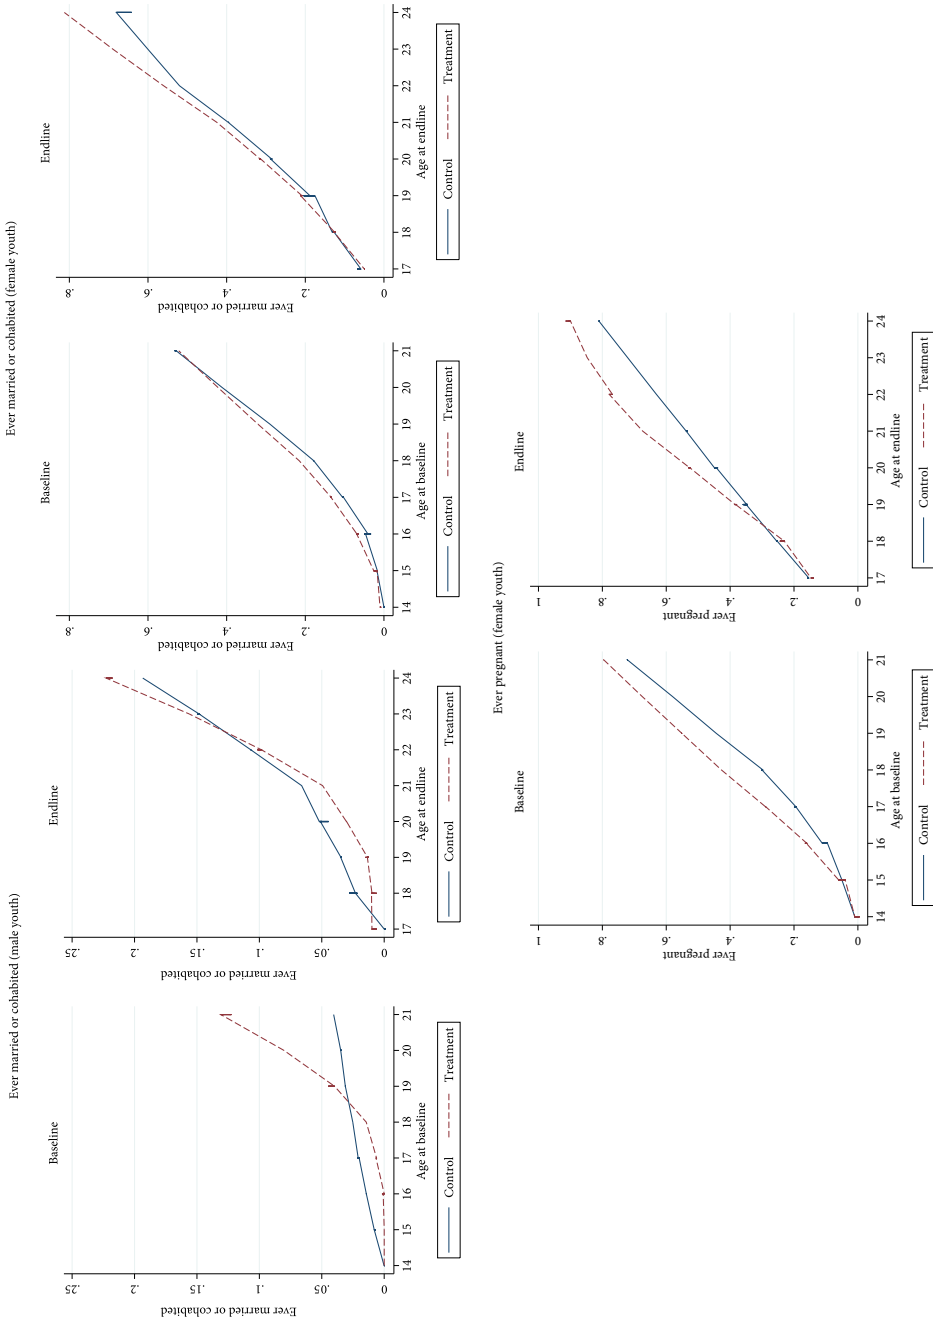 Ever married or cohabited (male youth)
Baseline
Ever married or cohabited
.25
.2
.15
.1
.05
0
14 15 16 17 18 19 20 21
Age at baseline
Control Treatment
Endline
Ever married or cohabited
.25
.2
.15
.1
.05
0
17 18 19 20 21 22 23 24
Age at endline
Control Treatment
Ever married or cohabited (female youth)
Baseline
Ever married or cohabited
.8
.6
.4
.2
0
14 15 16 17 18 19 20 21
Age at baseline
Control Treatment
Endline
Ever married or cohabited
.8
.6
.4
.2
0
17 18 19 20 21 22 23 24
Age at endline
Control Treatment
Ever pregnant (female youth)
Baseline
Ever pregnant
1
.8
.6
.4
.2
0
14 15 16 17 18 19 20 21
Age at baseline
Control Treatment
Endline
Ever pregnant
1
.8
.6
.4
.2
0
17 18 19 20 21 22 23 24
Age at endline
Control Treatment